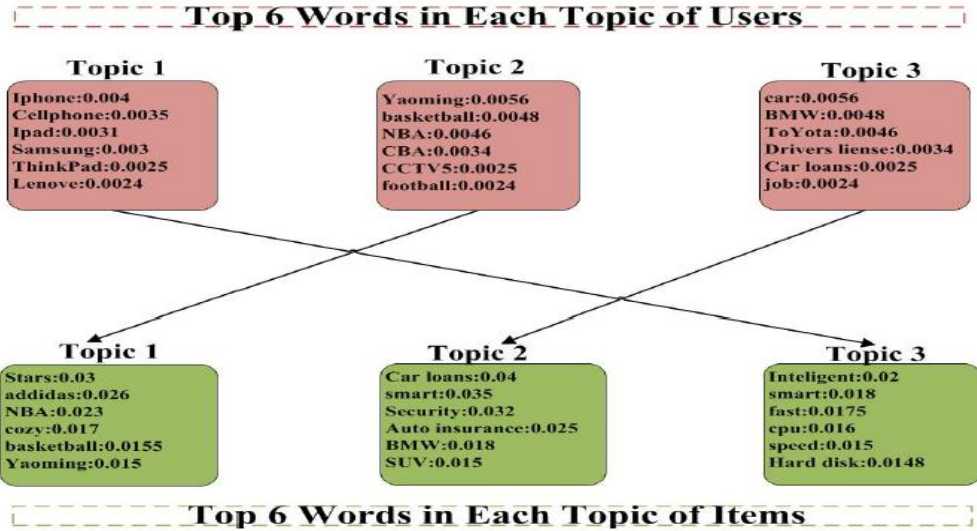 Top 6 Words in Each Topic of Users
Topic 1
Iphone:0.004
Cellphone:0.0035
Ipad:0.0031
Samsung:0.003
ThinkPad:0.0025
Lenove:0.0024
Topic 2
Yaoming:0.0056
basketball:0.0048
NBA:0.0046
CBA:0.0034
CCTV5:0.0025
football:0.0024
Topic 3
car:0.0056
BMW:0.0048
ToYota:0.0046
Drivers liense:0.0034
Car loans:0.0025
job:0.0024
Topic 1
Stars:0.03
addidas:0.026
NBA:0.023
cozy:0.017
basketball:0.0155
Yaoming:0.015
Topic 2
Car loans:0.04
smart:0.035
Security:0.032
Auto insurance:0.025
BMW:0.018
SUV:0.015
Topic 3
Inteligent:0.02
smart:0.018
fast:0.0175
cpu:0.016
speed:0.015
Hard disk:0.0148
Top 6 Words in Each Topic of Items